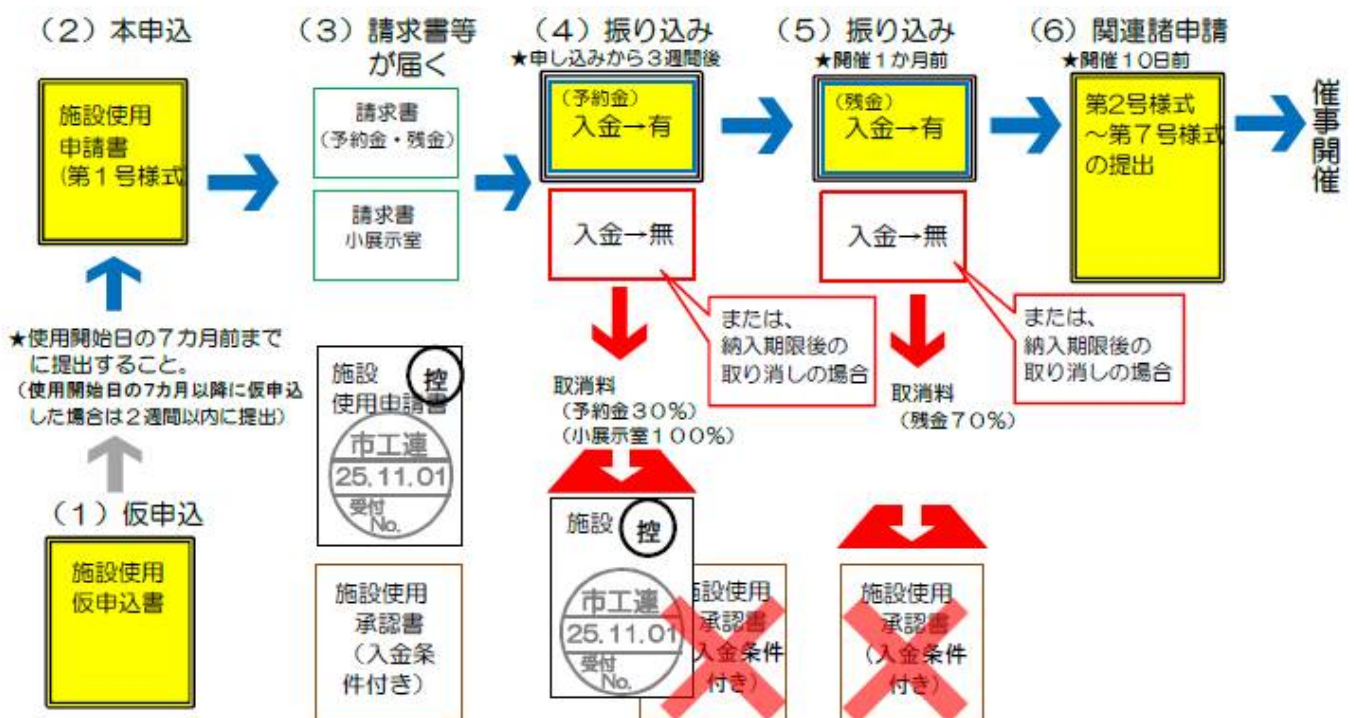 (1)仮申込
施設使用
仮申込書
★使用開始日の7カ月前まで
に提出すること。
(使用開始日の7カ月以降に仮申込
した場合は2週間以内に提出)
(2)本申込
施設使用
申請書
(第1号様式
(3)請求書等
が届く
請求書
(予約金・残金)
請求書
小展示室
施設 控
使用申請書
市工連
25.11.01
受付
No.
施設使用
承認書
(入金条
件付き)
(4)振り込み
★申し込みから3週間後
(予約金)
入金→有
入金→無
または、
納入期限後の
取り消しの場合
取消料
(予約金30%)
(小展示室100%)
施設 控
市工連
25.11.01
受付
No.
施設使用
承認書
入金条件
付き)
(5)振り込み
★開催1か月前
(残金)
入金→有
入金→無
または、
納入期限後の
取り消しの場合
取消料
(残金70%)
施設使用
承認書
(入金条件
付き)
(6)関連諸申請
★開催10日前
第2号様式
~第7号様式
の提出
催事開催